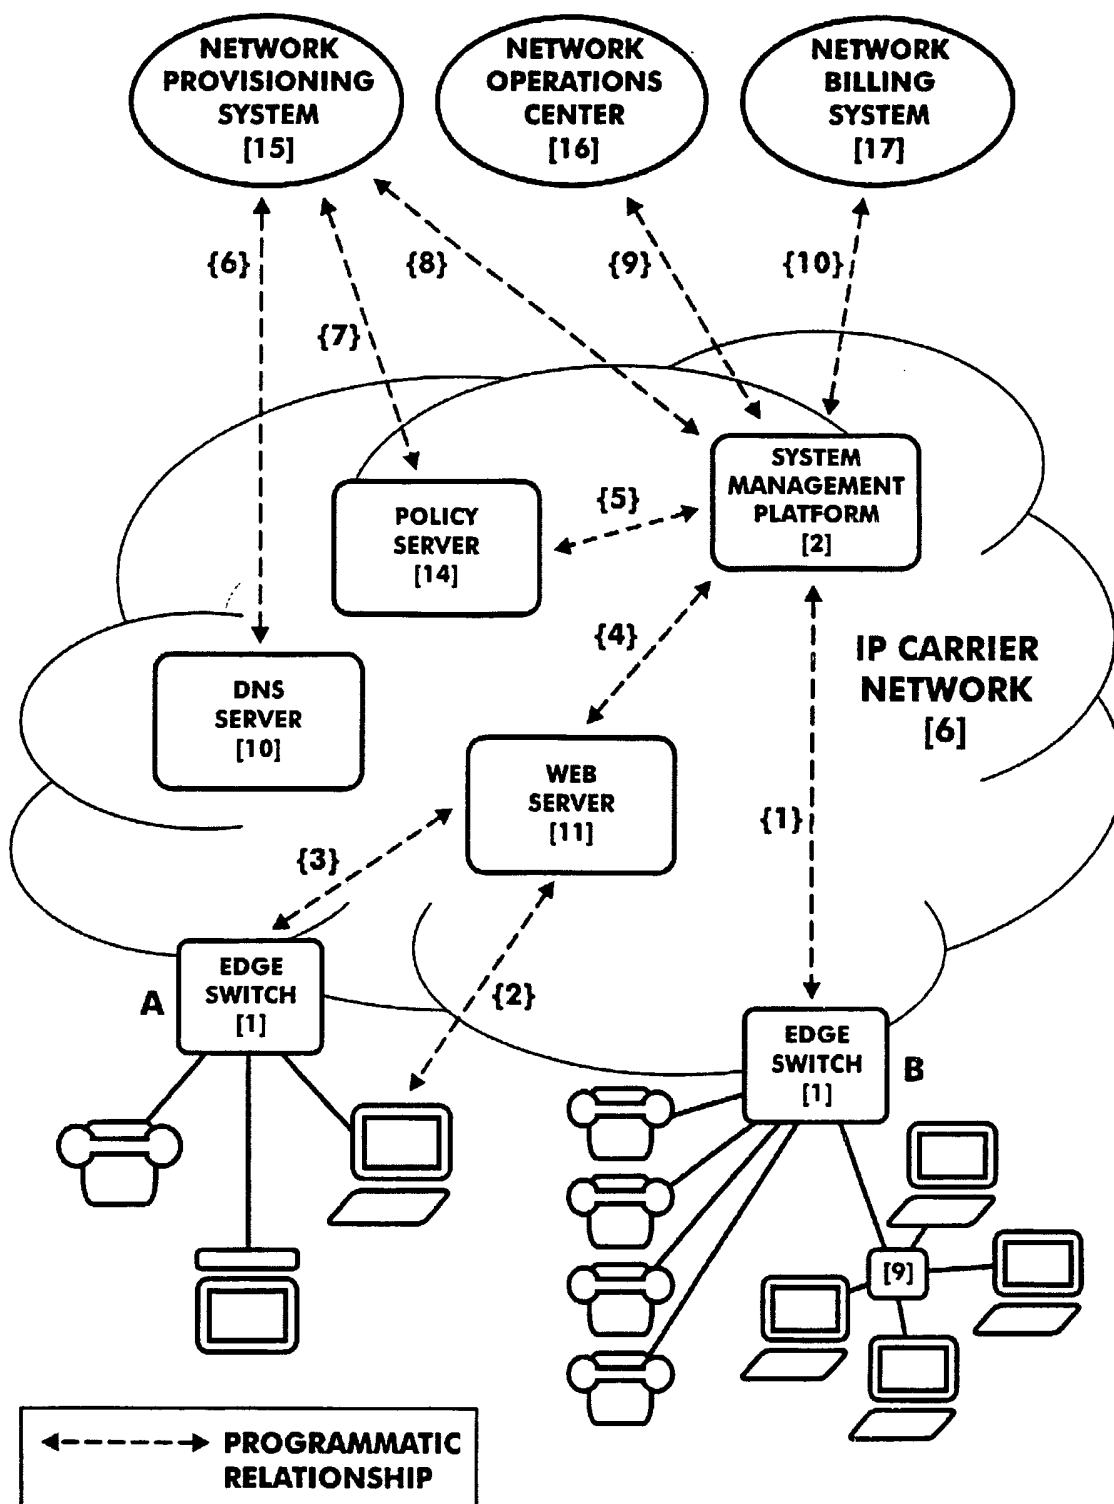 NETWORK
PROVISIONING
SYSTEM
[15]
NETWORK
OPERATIONS
CENTER
[16]
NETWORK
BILLING
SYSTEM
[17]
{6}
{8}
{9}
{10}
{7}
SYSTEM
MANAGEMENT
PLATFORM
[2]
POLICY
SERVER
[14]
{5}
{4}
IP CARRIER
NETWORK
[6]
DNS
SERVER
[10]
WEB
SERVER
[11]
{1}
{3}
{2}
A
EDGE
SWITCH
[1]
EDGE
SWITCH
[1]
B
[9]
PROGRAMMATIC
RELATIONSHIP